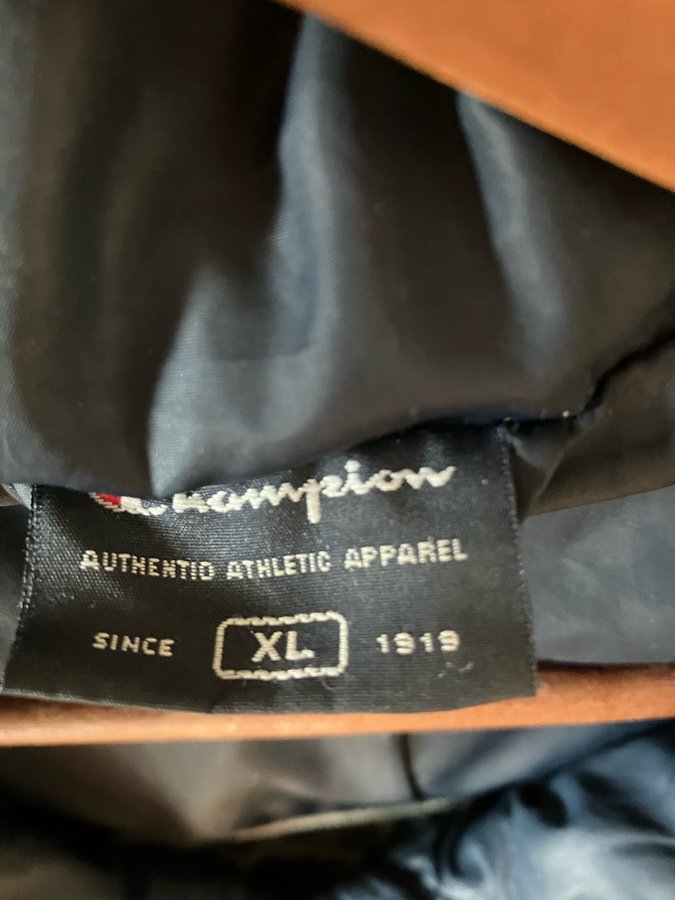 Champion
AUTHENTIC ATHLETIC APPAREL
SINCE XL 1919